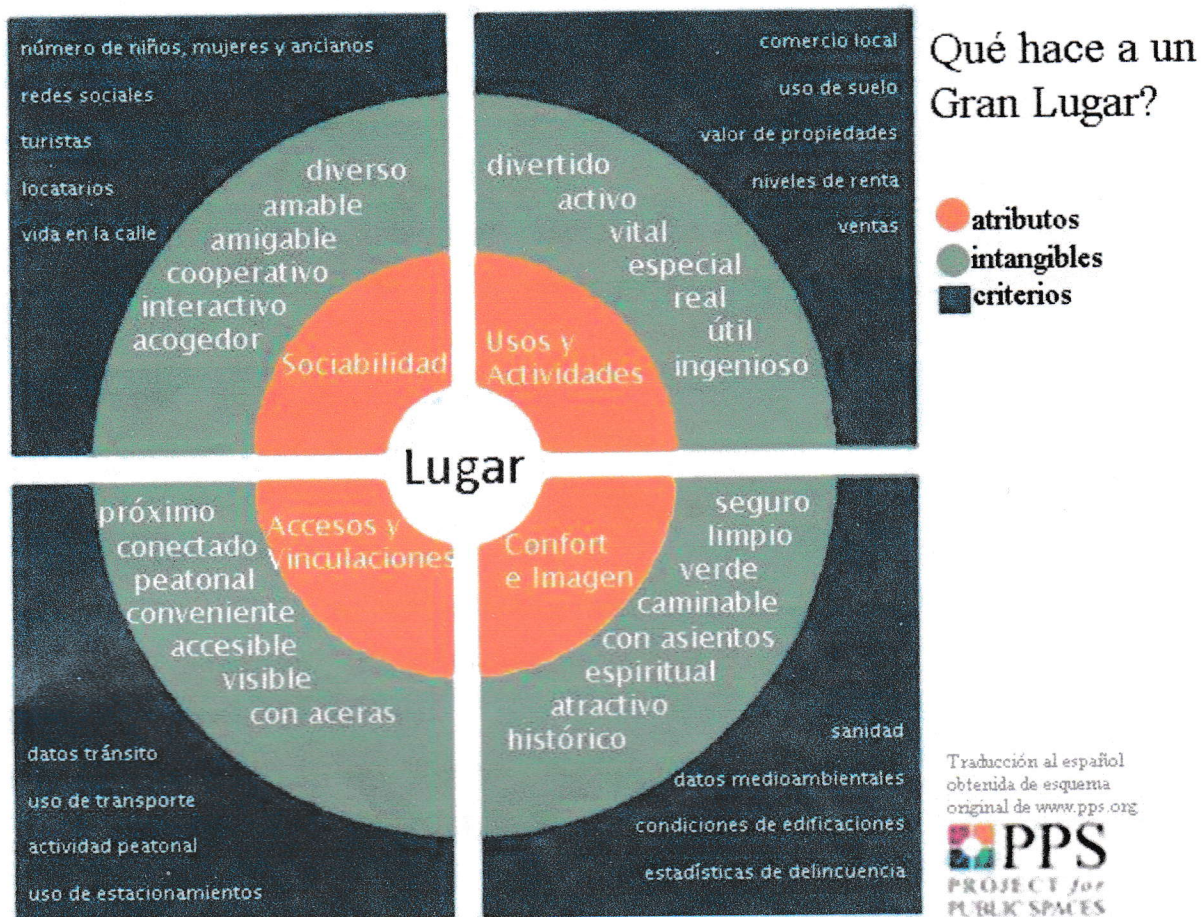 Qué hace a un
Gran Lugar?
atributos
intangibles
criterios
número de niños, mujeres y ancianos
redes sociales
turistas
locatarios
vida en la calle
diverso
amable
amigable
cooperativo
interactivo
acogedor
Sociabilidad
comercio local
uso de suelo
valor de propiedades
niveles de renta
ventas
divertido
activo
vital
especial
real
útil
ingenioso
Usos y
Actividades
Lugar
próximo
conectado
peatonal
conveniente
accesible
visible
con aceras
Accesos y
Vinculaciones
datos tránsito
uso de transporte
actividad peatonal
uso de estacionamientos
Confort
e Imagen
seguro
limpio
verde
caminable
con asientos
espiritual
atractivo
histórico
sanidad
datos medioambientales
condiciones de edificaciones
estadísticas de delincuencia
Traducción al español
obtenida de esquema
original de www.pps.org
PPS
PROJECT for
PUBLIC SPACES